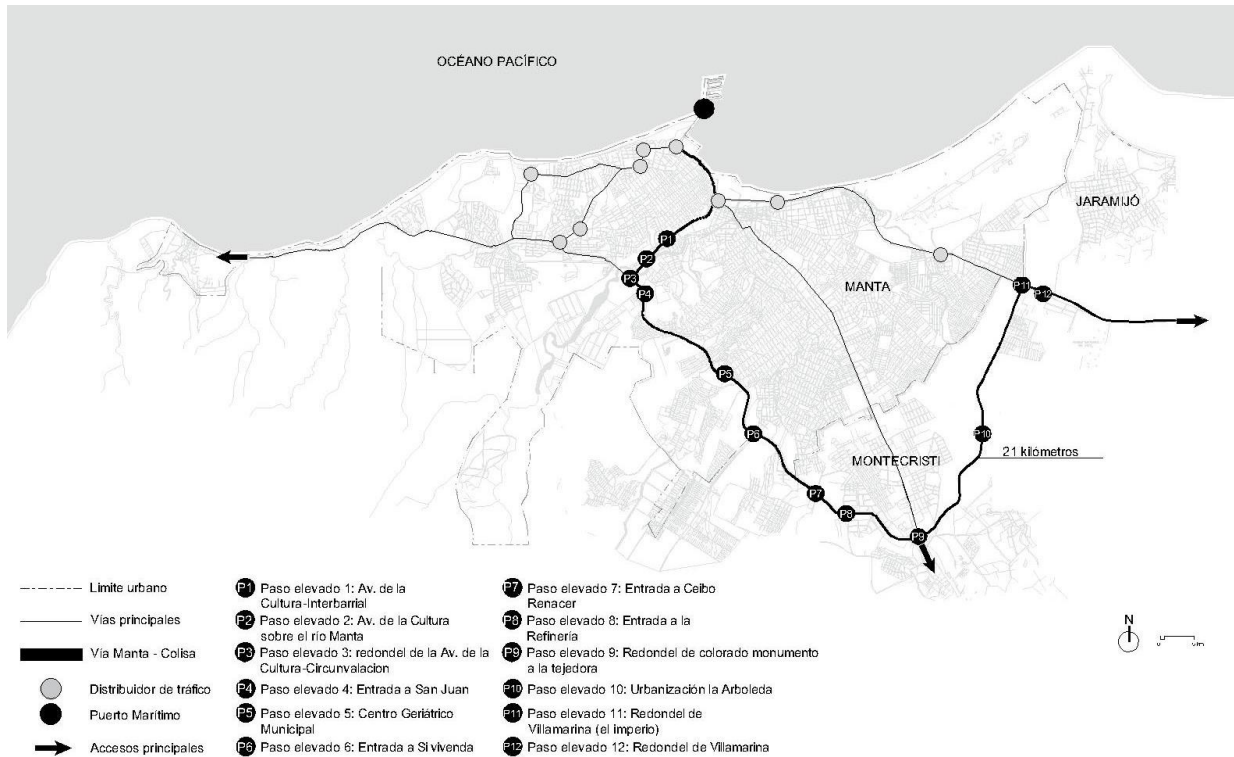 OCÉANO PACÍFICO
JARAMIJÓ
MANTA
P1
P2
P3
P4
P11
P12
P5
P6
P10
MONTECRISTI
21 kilómetros
P7
P8
P9
Limite urbano
Vías principales
Vía Manta - Colisa
Distribuidor de tráfico
Puerto Marítimo
Accesos principales
P1 Paso elevado 1: Av. de la
Cultura-Interbarrial
P2 Paso elevado 2: Av. de la Cultura
sobre el río Manta
P3 Paso elevado 3: redondel de la Av. de la
Cultura-Circunvalacion
P4 Paso elevado 4: Entrada a San Juan
P5 Paso elevado 5: Centro Geriátrico
Municipal
P6 Paso elevado 6: Entrada a Si vivenda
P7 Paso elevado 7: Entrada a Ceibo
Renacer
P8 Paso elevado 8: Entrada a la
Refinería
P9 Paso elevado 9: Redondel de colorado monumento
a la tejedora
P10 Paso elevado 10: Urbanización la Arboleda
P11 Paso elevado 11: Redondel de
Villamarina (el imperio)
P12 Paso elevado 12: Redondel de Villamarina
N